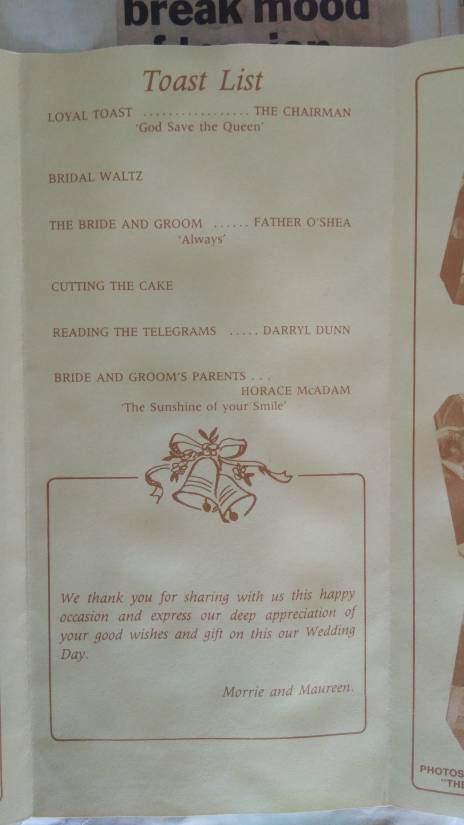 break mood
Toast List
LOYAL TOAST ................. THE CHAIRMAN
'God Save the Queen'
BRIDAL WALTZ
THE BRIDE AND GROOM ...... FATHER O'SHEA
'Always'
CUTTING THE CAKE
READING THE TELEGRAMS ..... DARRYL DUNN
BRIDE AND GROOM'S PARENTS ...
HORACE McADAM
'The Sunshine of your Smile'
We thank you for sharing with us this happy
occasion and express our deep appreciation of
your good wishes and gift on this our Wedding
Day.
Morrie and Maureen.
PHOTOS
"THE